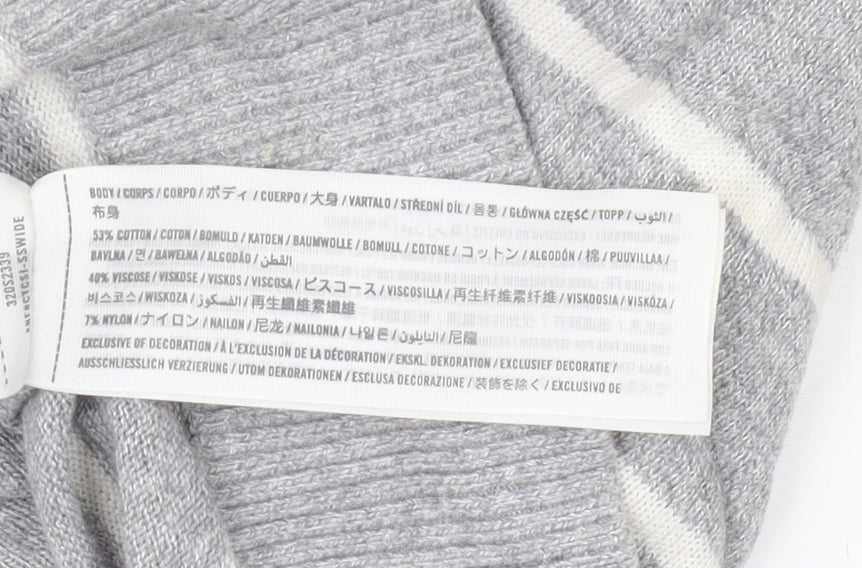 BODY / CORPS / CORPO / ボディ / CUERPO / 大身 / VARTALO / STŘEDNÍ DÍL / 몸통 / GŁÓWNA CZĘŚĆ / TOPP / الثوب /
布身
53% COTTON / COTON / BOMULD / KATOEN / BAUMWOLLE / BOMULL / COTONE / コットン / ALGODÓN / 棉 / PUUVILLAA /
BAVLNA / 면 / BAWEŁNA / ALGODÃO / القطن
40% VISCOSE / VISKOSE / VISKOS / VISCOSA / ビスコース / VISCOSILLA / 再生纤维素纤维 / VISKOOSIA / VISKÓZA /
비스코스 / WISKOZA / الفسكوز / 再生纖維素纖維
7% NYLON / ナイロン / NAILON / 尼龙 / NAILONIA / 나일론 / النايلون / 尼龍
EXCLUSIVE OF DECORATION / À L'EXCLUSION DE LA DÉCORATION / EKSKL. DEKORATION / EXCLUSIEF DECORATIE /
AUSSCHLIESSLICH VERZIERUNG / UTOM DEKORATIONEN / ESCLUSA DECORAZIONE / 装飾を除く / EXCLUSIVO DE
320S2339